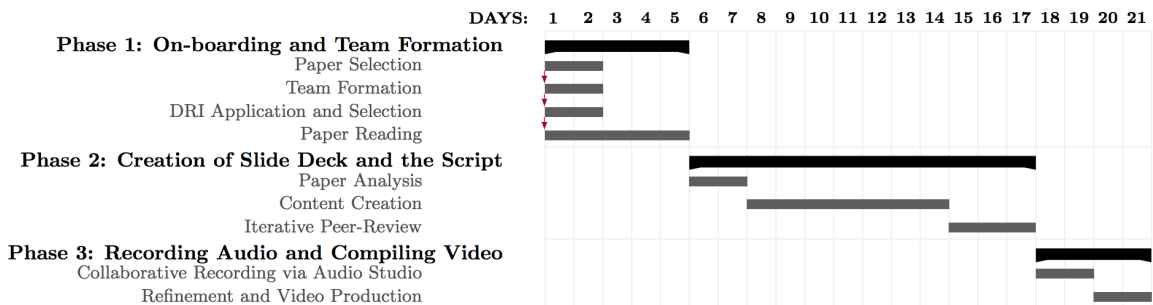 DAYS: 1 2 3 4 5 6 7 8 9 10 11 12 13 14 15 16 17 18 19 20 21
Phase 1: On-boarding and Team Formation
Paper Selection
Team Formation
DRI Application and Selection
Paper Reading
Phase 2: Creation of Slide Deck and the Script
Paper Analysis
Content Creation
Iterative Peer-Review
Phase 3: Recording Audio and Compiling Video
Collaborative Recording via Audio Studio
Refinement and Video Production